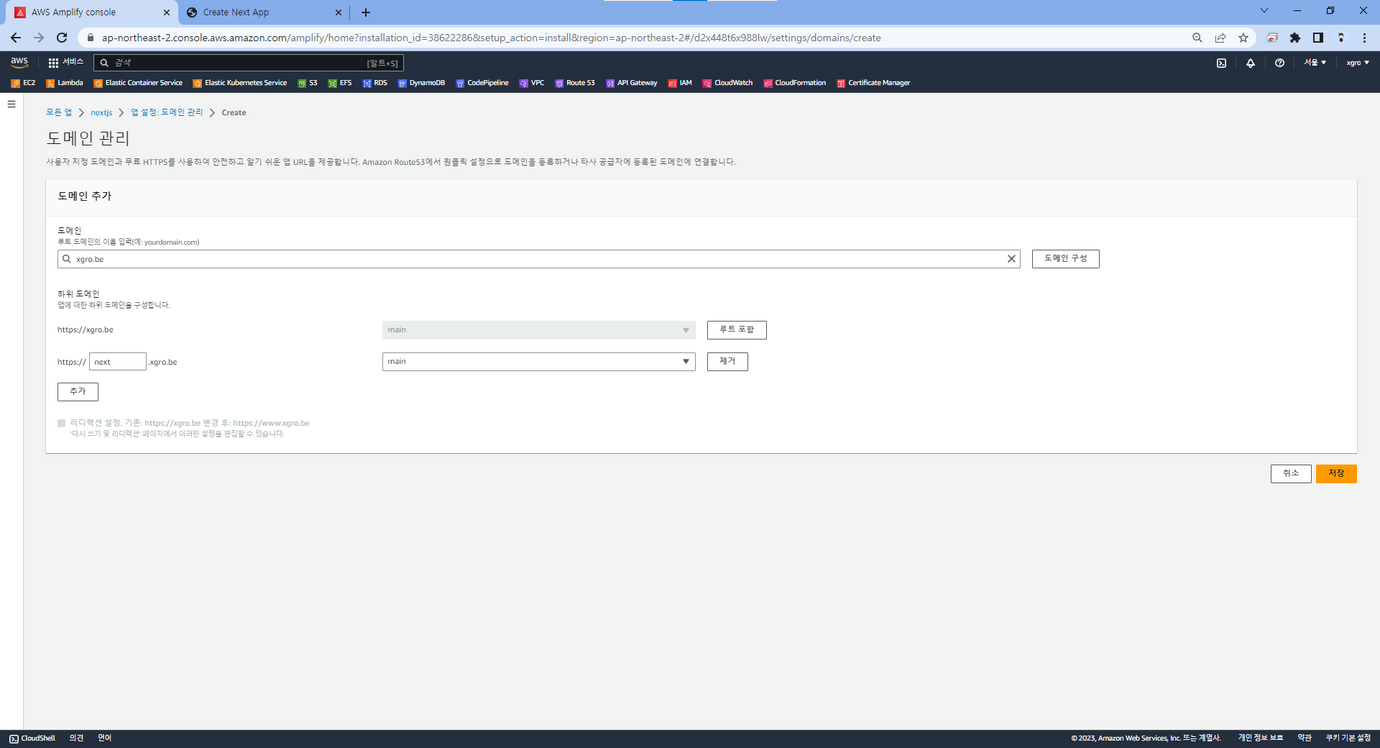 AWS Amplify console
Create Next App
ap-northeast-2.console.aws.amazon.com/amplify/home?installation_id=38622286&setup_action=install&region=ap-northeast-2#/d2x448t6x988lw/settings/domains/create
aws 서비스 검색 [알트+S] 서울 ▼ xgro ▼
EC2 Lambda Elastic Container Service Elastic Kubernetes Service S3 EFS RDS DynamoDB CodePipeline VPC Route 53 API Gateway IAM CloudWatch CloudFormation Certificate Manager
모든 앱 > nextjs > 앱 설정: 도메인 관리 > Create
도메인 관리
사용자 지정 도메인과 무료 HTTPS를 사용하여 안전하고 알기 쉬운 앱 URL을 제공합니다. Amazon Route53에서 원클릭 설정으로 도메인을 등록하거나 타사 공급자에 등록된 도메인에 연결합니다.
도메인 추가
도메인
루트 도메인의 이름 입력(예: yourdomain.com)
xgro.be 도메인 구성
하위 도메인
앱에 대한 하위 도메인을 구성합니다.
https://xgro.be main 루트 포함
https:// next .xgro.be main 제거
추가
리디렉션 설정, 기존: https://xgro.be 변경 후: https://www.xgro.be
'다시 쓰기 및 리디렉션' 페이지에서 이러한 설정을 편집할 수 있습니다.
취소 저장
CloudShell 의견 언어 © 2023, Amazon Web Services, Inc. 또는 계열사. 개인 정보 보호 약관 쿠키 기본 설정